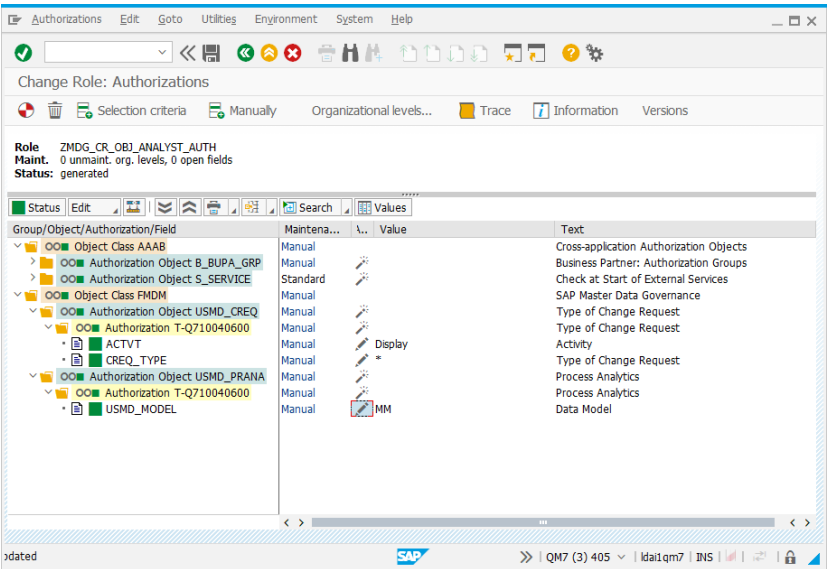 Authorizations Edit Goto Utilities Environment System Help
Change Role: Authorizations
Selection criteria Manually Organizational levels... Trace Information Versions
Role ZMDG_CR_OBJ_ANALYST_AUTH
Maint. 0 unmaint. org. levels, 0 open fields
Status: generated
Status Edit Search Values
Group/Object/Authorization/Field Maintena... Value Text
Object Class AAAB Manual Cross-application Authorization Objects
Authorization Object B_BUPA_GRP Manual Business Partner: Authorization Groups
Authorization Object S_SERVICE Standard Check at Start of External Services
Object Class FMDM Manual SAP Master Data Governance
Authorization Object USMD_CREQ Manual Type of Change Request
Authorization T-Q710040600 Manual Type of Change Request
ACTVT Manual Display Activity
CREQ_TYPE Manual * Type of Change Request
Authorization Object USMD_PRANA Manual Process Analytics
Authorization T-Q710040600 Manual Process Analytics
USMD_MODEL Manual MM Data Model
SAP QM7 (3) 405 ldai1qm7 INS